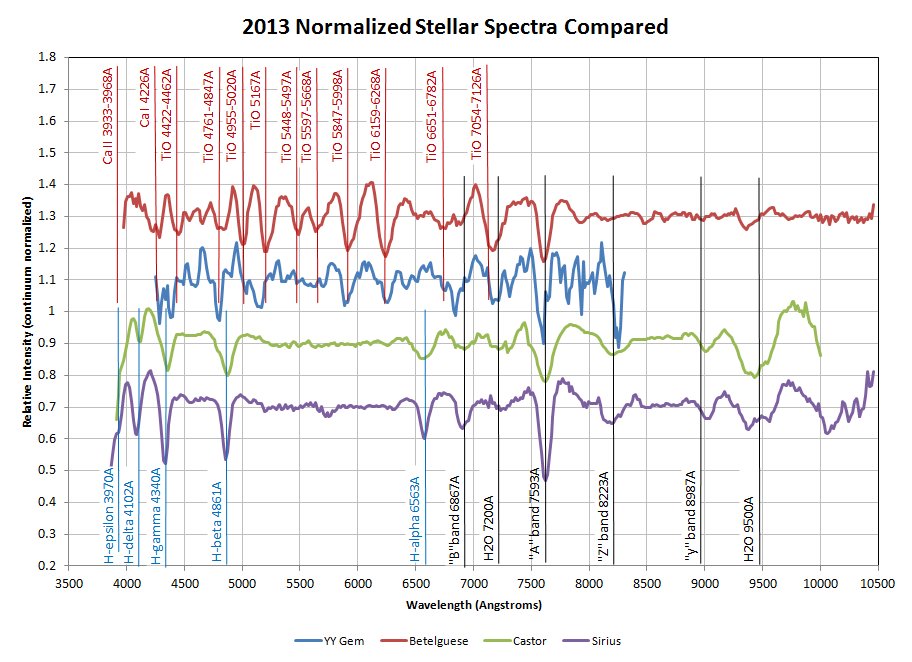 2013 Normalized Stellar Spectra Compared
Relative Intensity (continuum normalized)
1.8
1.7
1.6
1.5
1.4
1.3
1.2
1.1
1
0.9
0.8
0.7
0.6
0.5
0.4
0.3
0.2
CaII 3933-3968A
CaI 4226A
TiO 4422-4462A
TiO 4761-4847A
TiO 4955-5020A
TiO 5167A
TiO 5448-5497A
TiO 5597-5668A
TiO 5847-5998A
TiO 6159-6268A
TiO 6651-6782A
TiO 7054-7126A
H-epsilon 3970A
H-delta 4102A
H-gamma 4340A
H-beta 4861A
H-alpha 6563A
"B"band 6867A
H2O 7200A
"A" band 7593A
"Z" band 8223A
"y" band 8987A
H2O 9500A
3500 4000 4500 5000 5500 6000 6500 7000 7500 8000 8500 9000 9500 10000 10500
Wavelength (Angstroms)
YY Gem Betelguese Castor Sirius